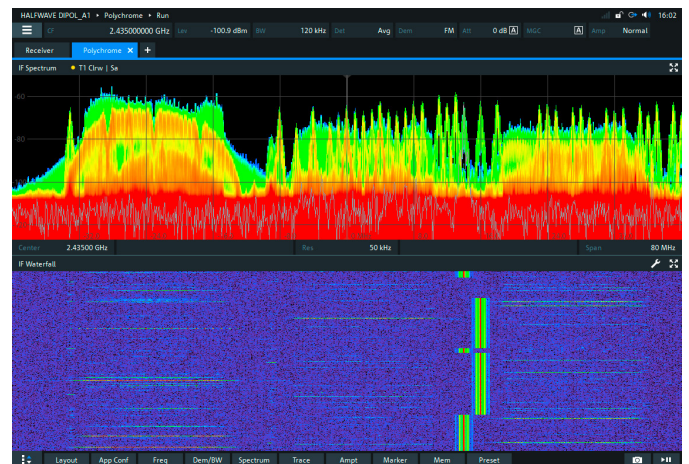 HALFWAVE DIPOL_A1 ▸ Polychrome ▸ Run 16:02
CF 2.435000000 GHz Lev -100.9 dBm BW 120 kHz Det Avg Dem FM Att 0 dB A MGC A Amp Normal
Receiver Polychrome × +
IF Spectrum • T1 Clrw | Sa
-60
-80
Center 2.43500 GHz Res 50 kHz Span 80 MHz
IF Waterfall
Layout App Conf Freq Dem/BW Spectrum Trace Ampt Marker Mem Preset